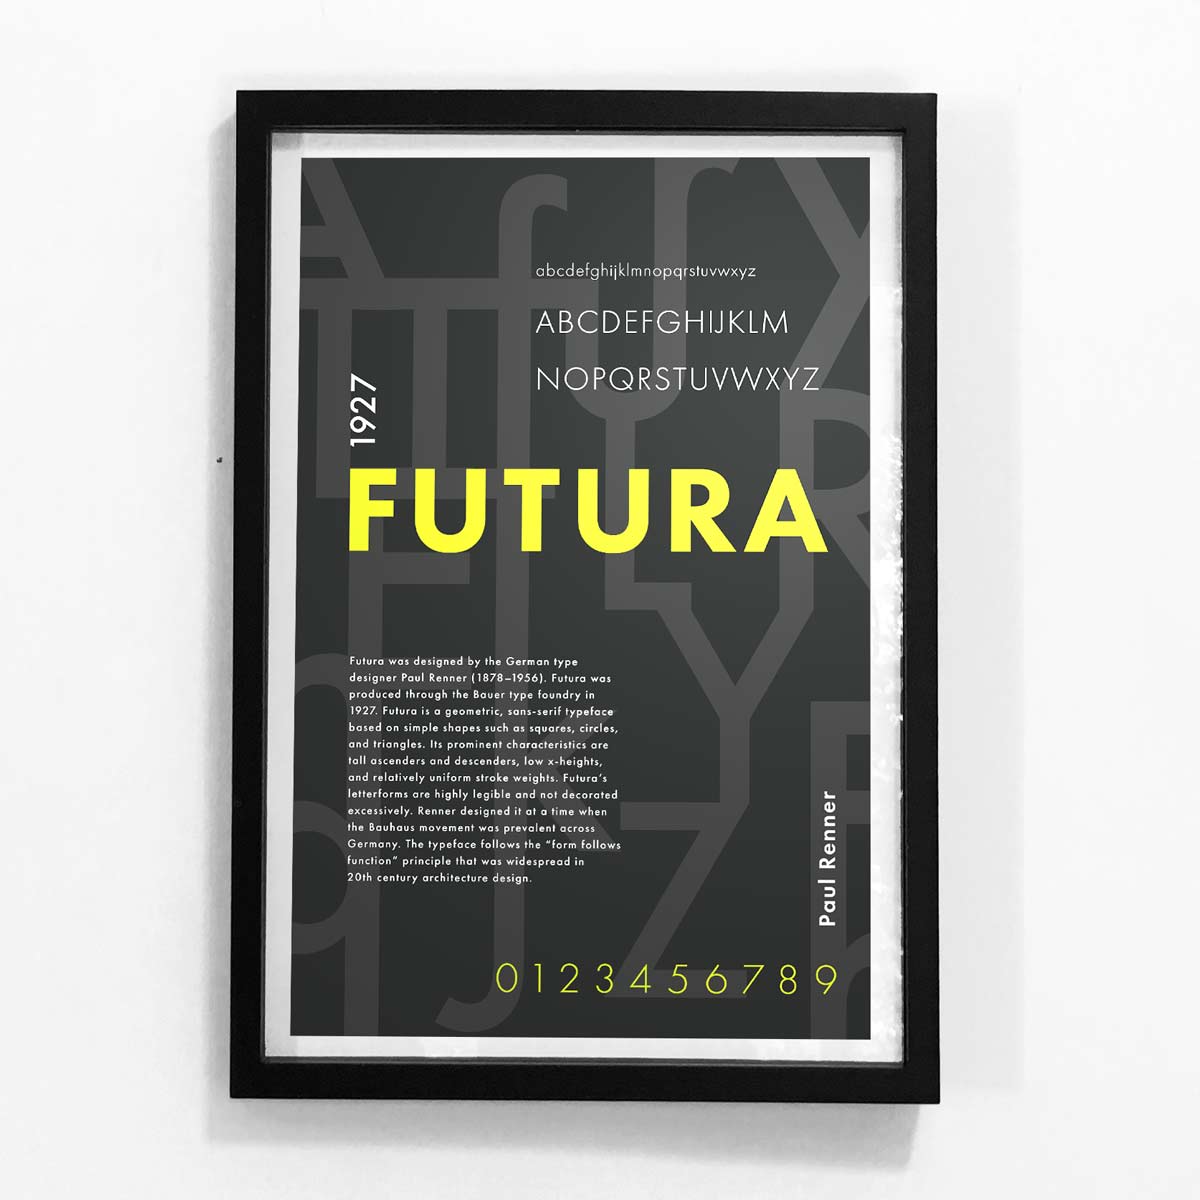 abcdefghijklmnopqrstuvwxyz
ABCDEFGHIJKLM
NOPQRSTUVWXYZ
1927
FUTURA
Futura was designed by the German type
designer Paul Renner (1878–1956). Futura was
produced through the Bauer type foundry in
1927. Futura is a geometric, sans-serif typeface
based on simple shapes such as squares, circles,
and triangles. Its prominent characteristics are
tall ascenders and descenders, low x-heights,
and relatively uniform stroke weights. Futura’s
letterforms are highly legible and not decorated
excessively. Renner designed it at a time when
the Bauhaus movement was prevalent across
Germany. The typeface follows the “form follows
function” principle that was widespread in
20th century architecture design.
Paul Renner
0123456789